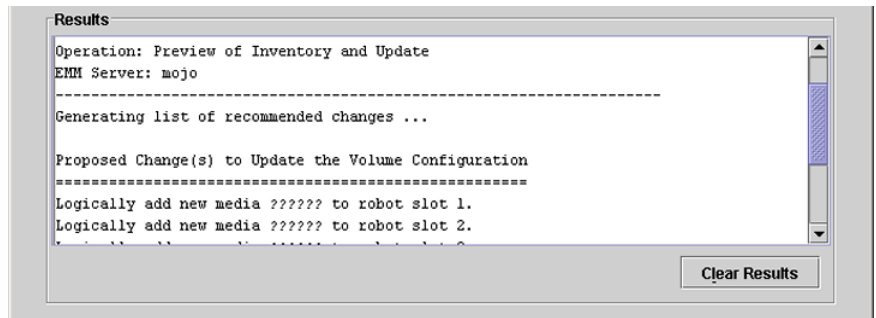 Results
Operation: Preview of Inventory and Update
EMM Server: mojo
--------------------------------------------------------------------
Generating list of recommended changes ...
Proposed Change(s) to Update the Volume Configuration
=====================================================
Logically add new media ?????? to robot slot 1.
Logically add new media ?????? to robot slot 2.
Clear Results